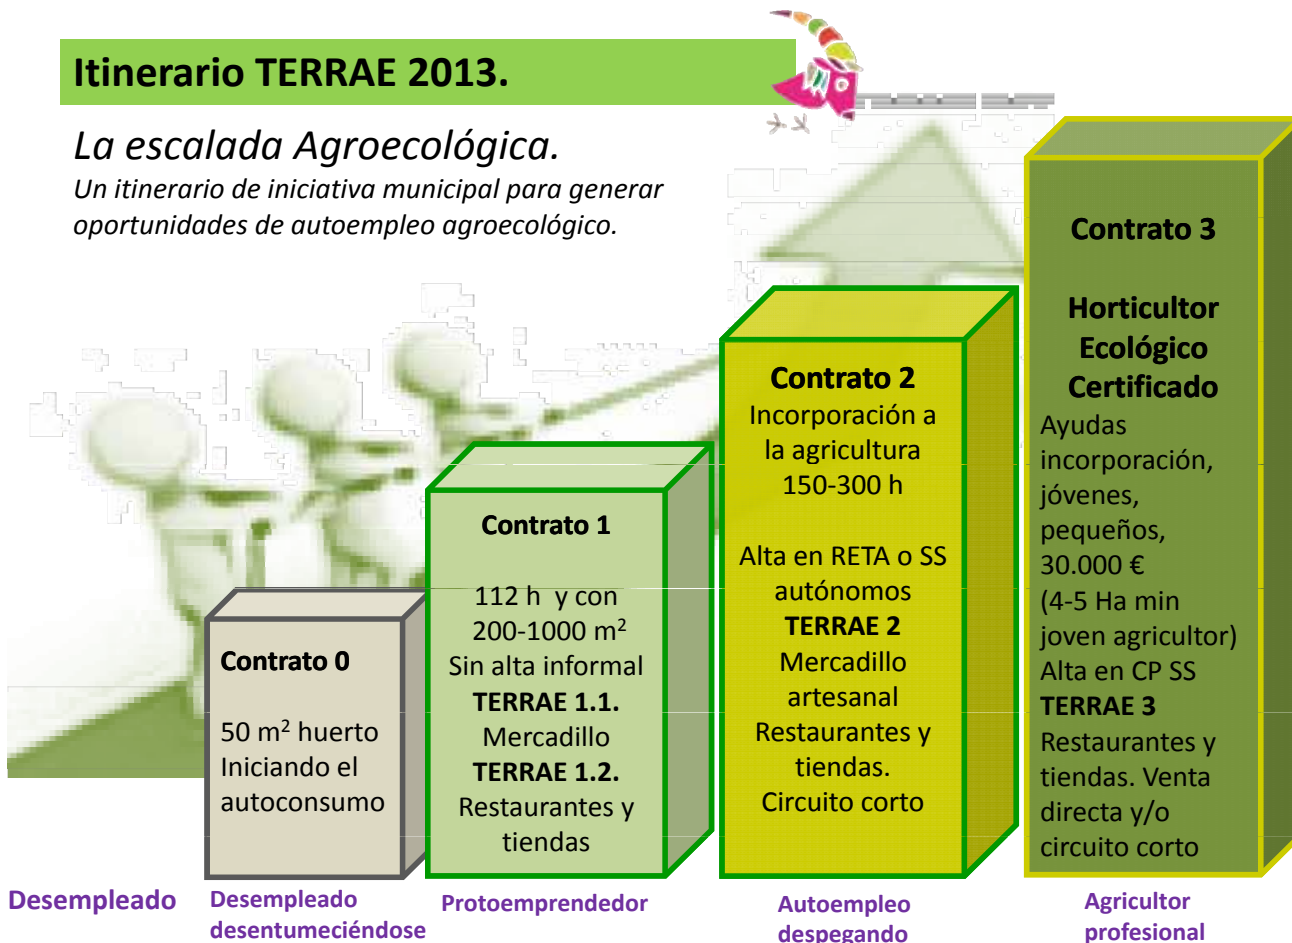 Itinerario TERRAE 2013.
La escalada Agroecológica.
Un itinerario de iniciativa municipal para generar
oportunidades de autoempleo agroecológico.
Contrato 0
50 m² huerto
Iniciando el
autoconsumo
Contrato 1
112 h y con
200-1000 m²
Sin alta informal
TERRAE 1.1.
Mercadillo
TERRAE 1.2.
Restaurantes y
tiendas
Contrato 2
Incorporación a
la agricultura
150-300 h
Alta en RETA o SS
autónomos
TERRAE 2
Mercadillo
artesanal
Restaurantes y
tiendas.
Circuito corto
Contrato 3
Horticultor
Ecológico
Certificado
Ayudas
incorporación,
jóvenes,
pequeños,
30.000 €
(4-5 Ha min
joven agricultor)
Alta en CP SS
TERRAE 3
Restaurantes y
tiendas. Venta
directa y/o
circuito corto
Desempleado
Desempleado
desentumeciéndose
Protoemprendedor
Autoempleo
despegando
Agricultor
profesional